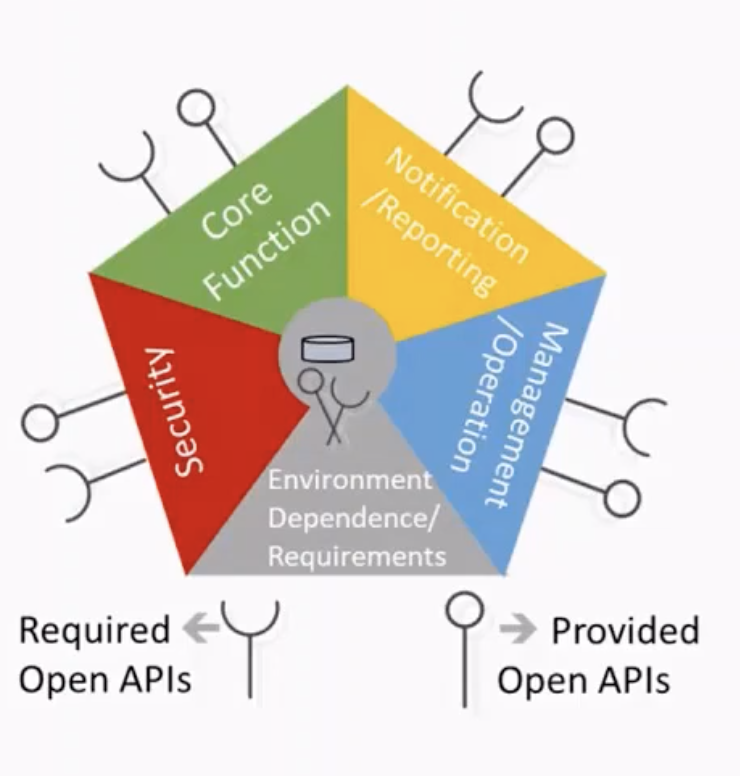 Core
Function
Notification
/Reporting
Security
Management
/Operation
Environment
Dependence/
Requirements
Required
Open APIs
Provided
Open APIs